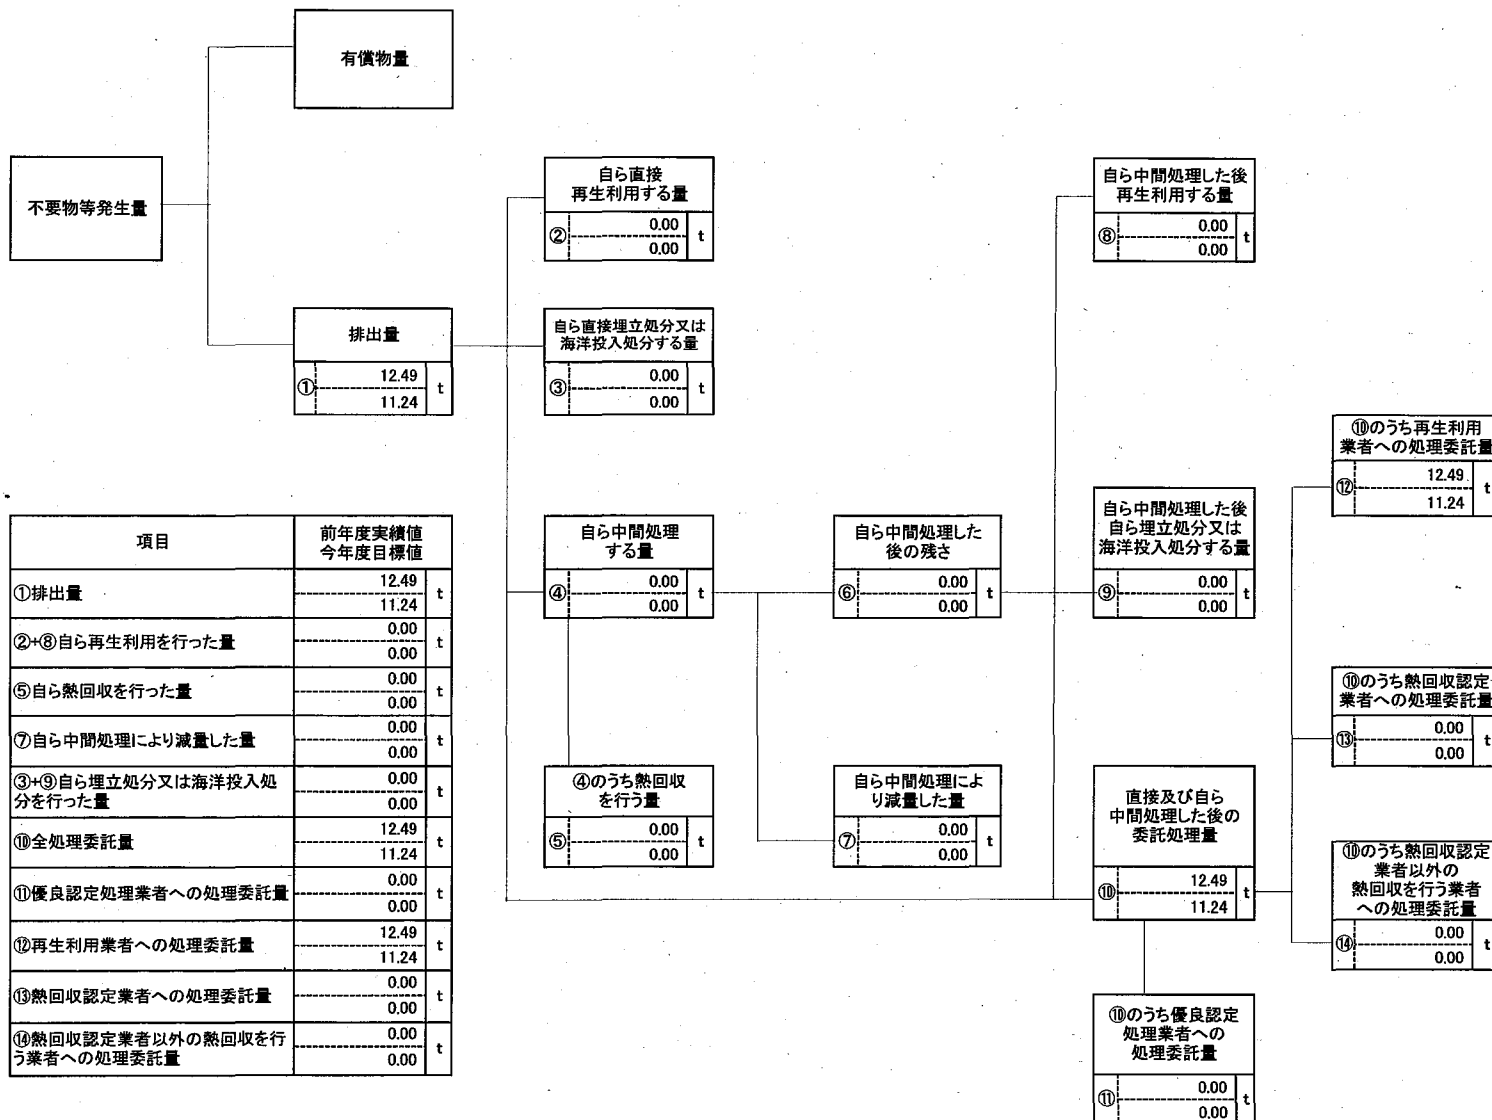 有償物量
不要物等発生量
排出量
① 12.49 t
11.24
自ら直接
再生利用する量
② 0.00 t
0.00
自ら直接埋立処分又は
海洋投入処分する量
③ 0.00 t
0.00
自ら中間処理
する量
④ 0.00 t
0.00
④のうち熱回収
を行う量
⑤ 0.00 t
0.00
自ら中間処理した
後の残さ
⑥ 0.00 t
0.00
自ら中間処理によ
り減量した量
⑦ 0.00 t
0.00
自ら中間処理した後
再生利用する量
⑧ 0.00 t
0.00
自ら中間処理した後
自ら埋立処分又は
海洋投入処分する量
⑨ 0.00 t
0.00
直接及び自ら
中間処理した後の
委託処理量
⑩ 12.49 t
11.24
⑩のうち優良認定
処理業者への
処理委託量
⑪ 0.00 t
0.00
⑩のうち再生利用
業者への処理委託量
⑫ 12.49 t
11.24
⑩のうち熱回収認定
業者への処理委託量
⑬ 0.00 t
0.00
⑩のうち熱回収認定
業者以外の
熱回収を行う業者
への処理委託量
⑭ 0.00 t
0.00
項目 前年度実績値
今年度目標値
①排出量 12.49 t
11.24
②+⑧自ら再生利用を行った量 0.00 t
0.00
⑤自ら熱回収を行った量 0.00 t
0.00
⑦自ら中間処理により減量した量 0.00 t
0.00
③+⑨自ら埋立処分又は海洋投入処 0.00 t
分を行った量 0.00
⑩全処理委託量 12.49 t
11.24
⑪優良認定処理業者への処理委託量 0.00 t
0.00
⑫再生利用業者への処理委託量 12.49 t
11.24
⑬熱回収認定業者への処理委託量 0.00 t
0.00
⑭熱回収認定業者以外の熱回収を行 0.00 t
う業者への処理委託量 0.00